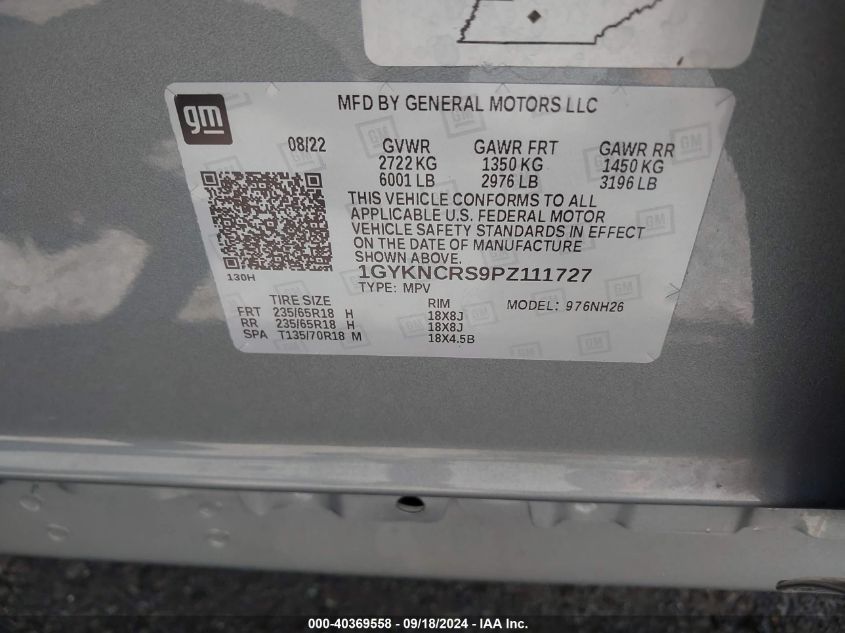 gm
MFD BY GENERAL MOTORS LLC
08/22 GVWR GAWR FRT GAWR RR
2722 KG 1350 KG 1450 KG
6001 LB 2976 LB 3196 LB
THIS VEHICLE CONFORMS TO ALL
APPLICABLE U.S. FEDERAL MOTOR
VEHICLE SAFETY STANDARDS IN EFFECT
ON THE DATE OF MANUFACTURE
SHOWN ABOVE.
130H
1GYKNCRS9PZ111727
TYPE: MPV
TIRE SIZE RIM MODEL: 976NH26
FRT 235/65R18 H 18X8J
RR 235/65R18 H 18X8J
SPA T135/70R18 M 18X4.5B
000-40369558 - 09/18/2024 - IAA Inc.